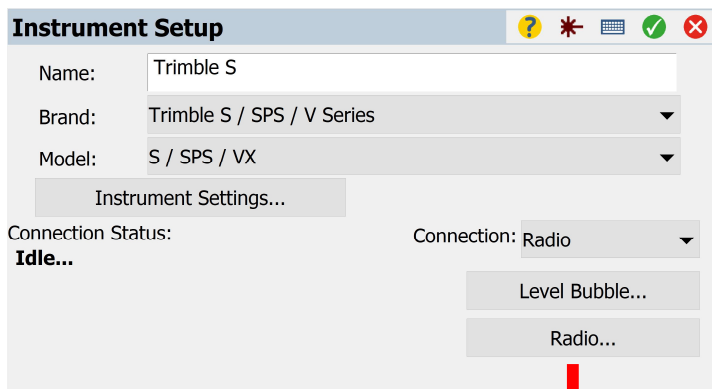 Instrument Setup
Name: Trimble S
Brand: Trimble S / SPS / V Series
Model: S / SPS / VX
Instrument Settings...
Connection Status:
Connection: Radio
Idle...
Level Bubble...
Radio...